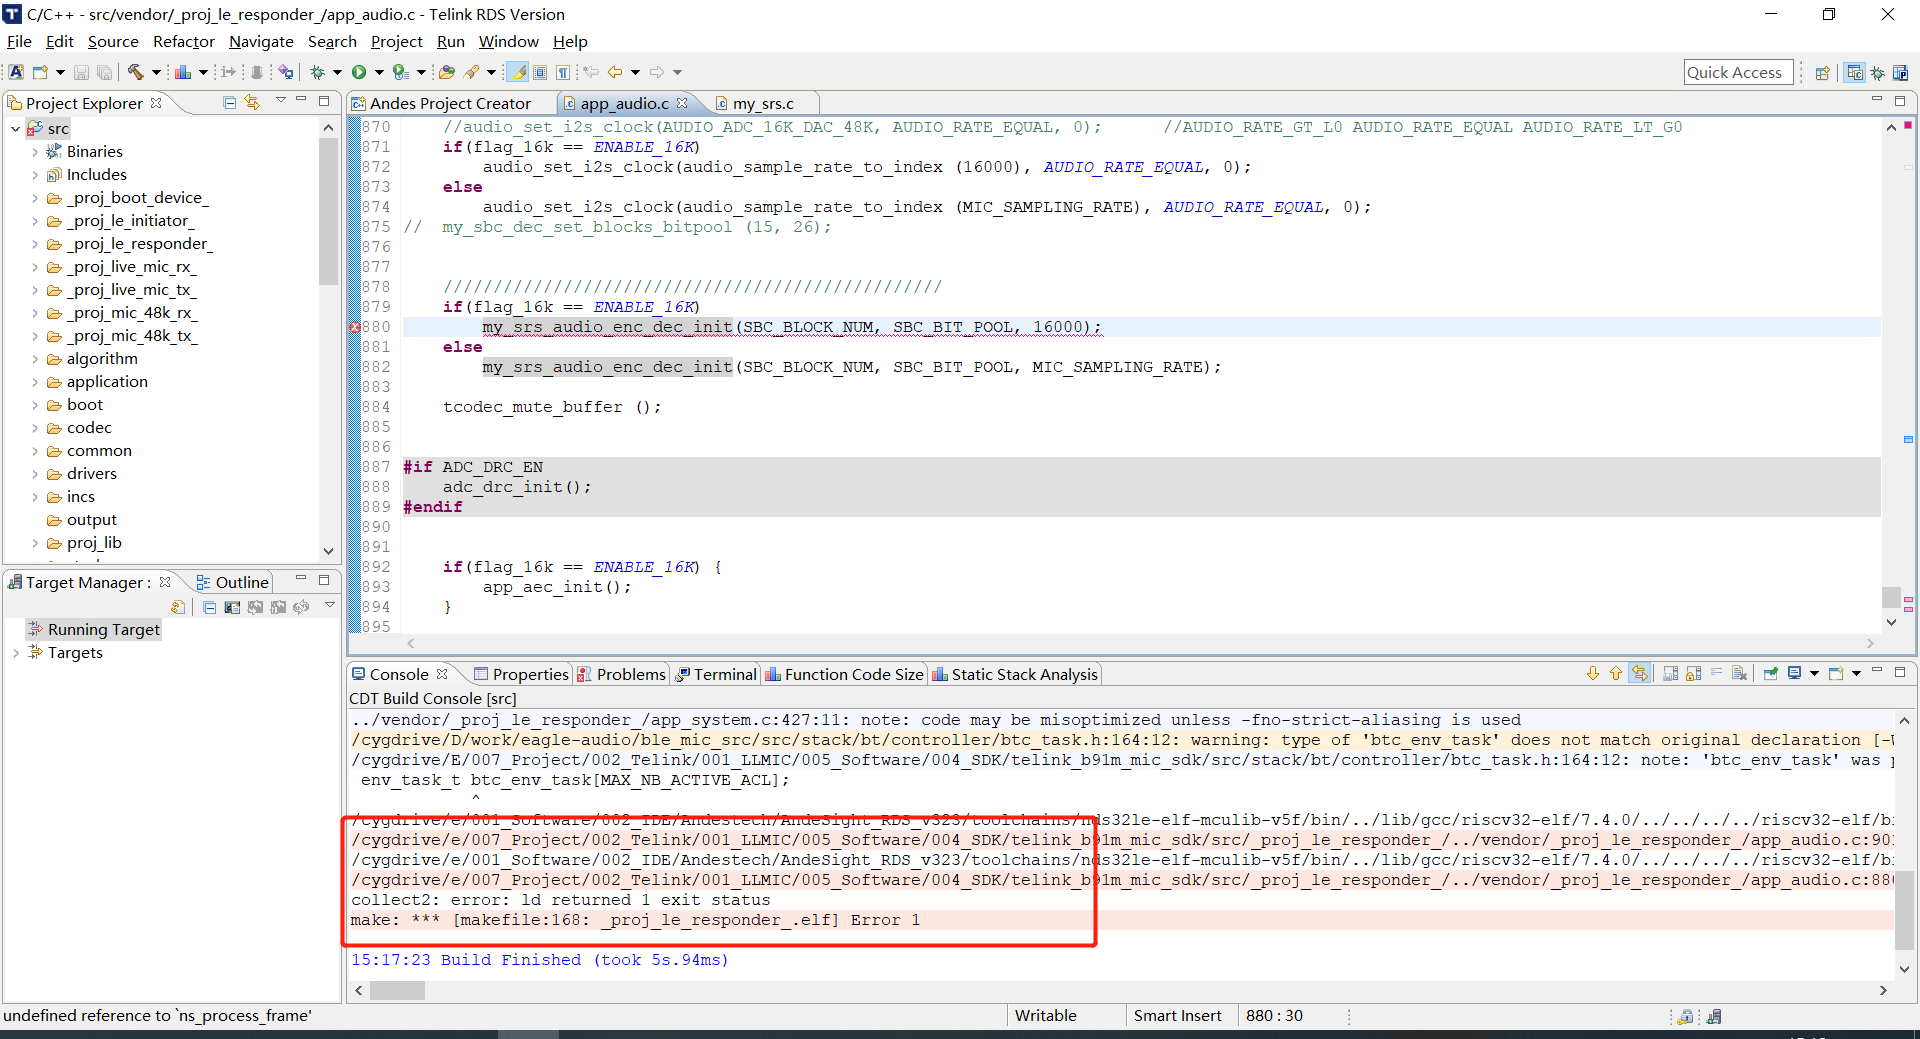 C/C++ - src/vendor/_proj_le_responder_/app_audio.c - Telink RDS Version
File Edit Source Refactor Navigate Search Project Run Window Help
Quick Access
Project Explorer
src
Binaries
Includes
_proj_boot_device_
_proj_le_initiator_
_proj_le_responder_
_proj_live_mic_rx_
_proj_live_mic_tx_
_proj_mic_48k_rx_
_proj_mic_48k_tx_
algorithm
application
boot
codec
common
drivers
incs
output
proj_lib
Target Manager : Outline
Running Target
Targets
Andes Project Creator app_audio.c my_srs.c
870 //audio_set_i2s_clock(AUDIO_ADC_16K_DAC_48K, AUDIO_RATE_EQUAL, 0); //AUDIO_RATE_GT_L0 AUDIO_RATE_EQUAL AUDIO_RATE_LT_G0
871 if(flag_16k == ENABLE_16K)
872 audio_set_i2s_clock(audio_sample_rate_to_index (16000), AUDIO_RATE_EQUAL, 0);
873 else
874 audio_set_i2s_clock(audio_sample_rate_to_index (MIC_SAMPLING_RATE), AUDIO_RATE_EQUAL, 0);
875 // my_sbc_dec_set_blocks_bitpool (15, 26);
876
877
878 //////////////////////////////////////////////////
879 if(flag_16k == ENABLE_16K)
880 my_srs_audio_enc_dec_init(SBC_BLOCK_NUM, SBC_BIT_POOL, 16000);
881 else
882 my_srs_audio_enc_dec_init(SBC_BLOCK_NUM, SBC_BIT_POOL, MIC_SAMPLING_RATE);
883
884 tcodec_mute_buffer ();
885
886
887 #if ADC_DRC_EN
888 adc_drc_init();
889 #endif
890
891
892 if(flag_16k == ENABLE_16K) {
893 app_aec_init();
894 }
895
Console Properties Problems Terminal Function Code Size Static Stack Analysis
CDT Build Console [src]
../vendor/_proj_le_responder_/app_system.c:427:11: note: code may be misoptimized unless -fno-strict-aliasing is used
/cygdrive/D/work/eagle-audio/ble_mic_src/src/stack/bt/controller/btc_task.h:164:12: warning: type of 'btc_env_task' does not match original declaration [-W
/cygdrive/E/007_Project/002_Telink/001_LLMIC/005_Software/004_SDK/telink_b91m_mic_sdk/src/stack/bt/controller/btc_task.h:164:12: note: 'btc_env_task' was p
env_task_t btc_env_task[MAX_NB_ACTIVE_ACL];
^
/cygdrive/e/001_Software/002_IDE/Andestech/AndeSight_RDS_v323/toolchains/nds32le-elf-mculib-v5f/bin/../lib/gcc/riscv32-elf/7.4.0/../../../../riscv32-elf/bi
/cygdrive/e/007_Project/002_Telink/001_LLMIC/005_Software/004_SDK/telink_b91m_mic_sdk/src/_proj_le_responder_/../vendor/_proj_le_responder_/app_audio.c:901
/cygdrive/e/001_Software/002_IDE/Andestech/AndeSight_RDS_v323/toolchains/nds32le-elf-mculib-v5f/bin/../lib/gcc/riscv32-elf/7.4.0/../../../../riscv32-elf/bi
/cygdrive/e/007_Project/002_Telink/001_LLMIC/005_Software/004_SDK/telink_b91m_mic_sdk/src/_proj_le_responder_/../vendor/_proj_le_responder_/app_audio.c:880
collect2: error: ld returned 1 exit status
make: *** [makefile:168: _proj_le_responder_.elf] Error 1
15:17:23 Build Finished (took 5s.94ms)
undefined reference to `ns_process_frame'
Writable Smart Insert 880 : 30